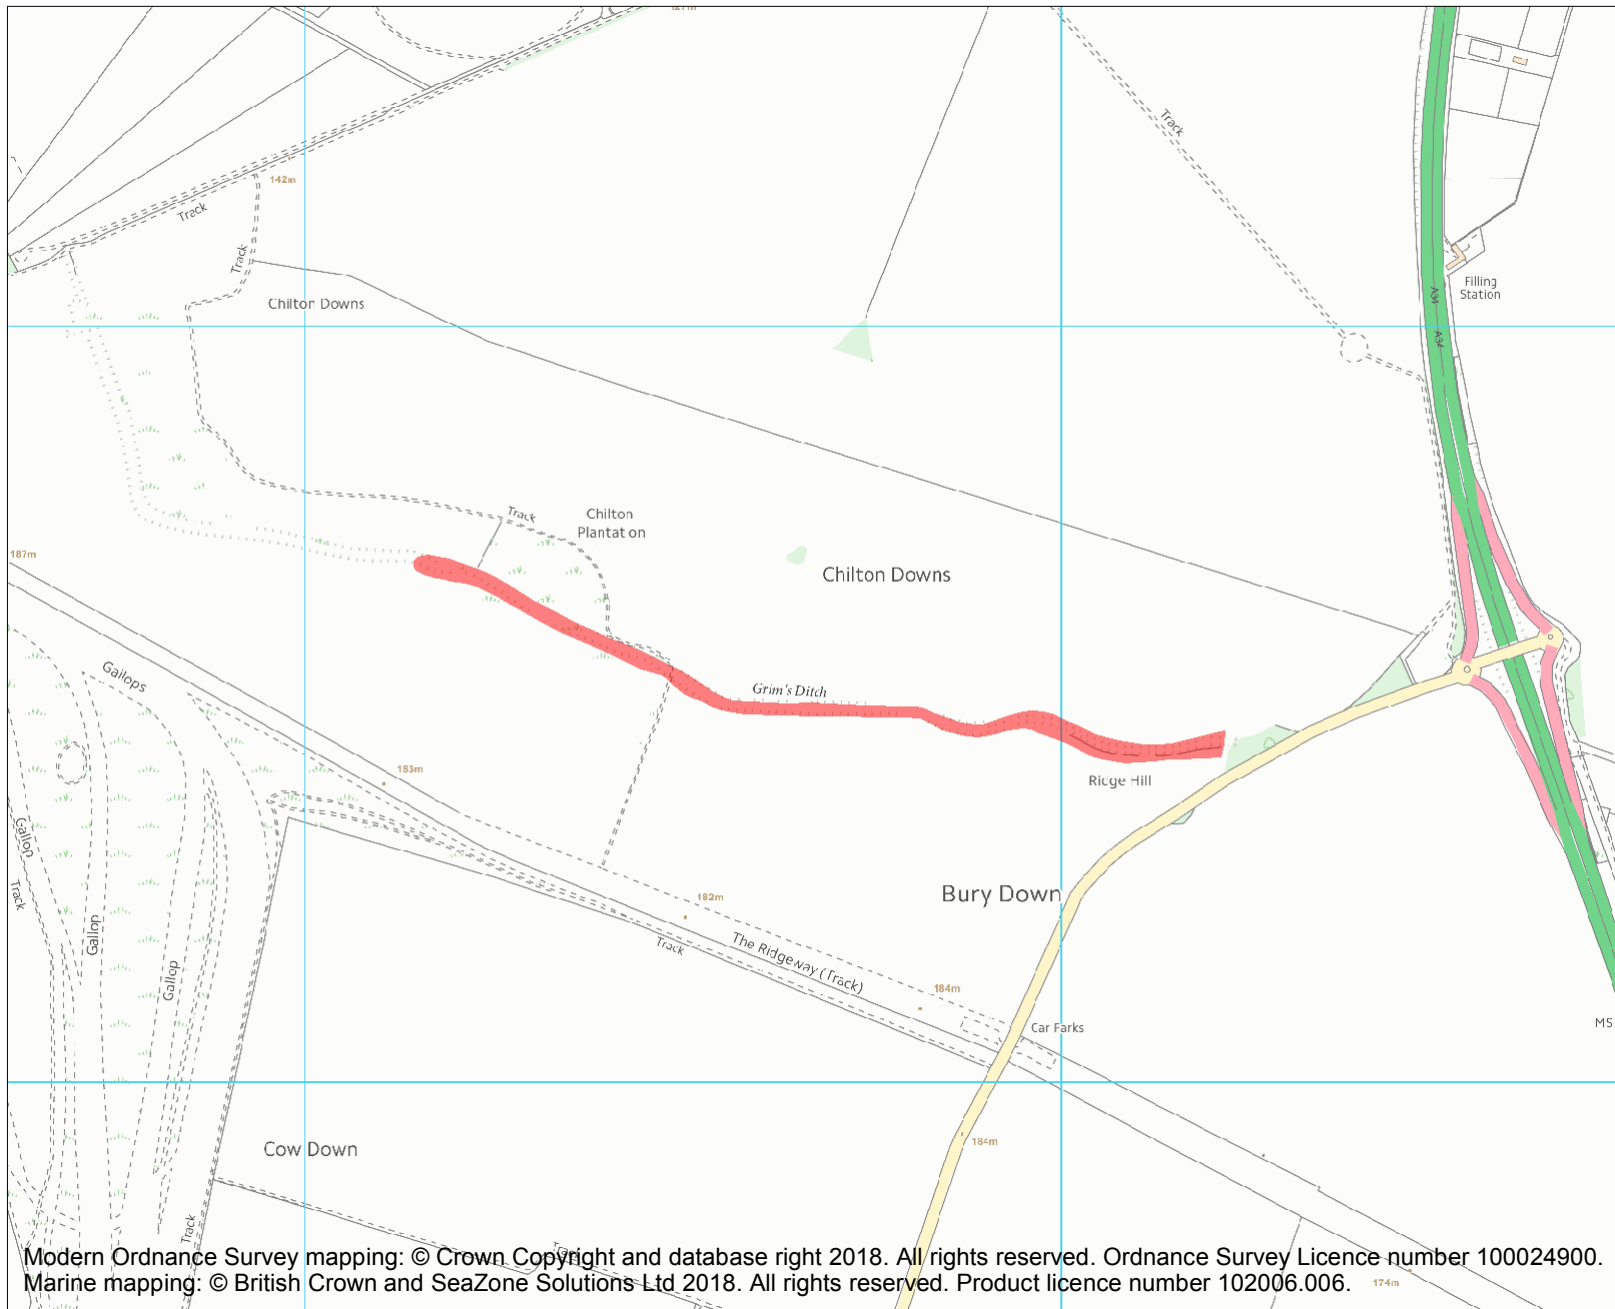 127m
Track
142m
Track
Track
Chilton Downs
Filling
Station
A34
A34
Chilton
Plantat on
Track
187m
Chilton Downs
Gallops
Grim's Ditch
183m
Ridge Hill
Gallop
Track
Gallop
Bury Down
182m
Track
The Ridgeway (Track)
Gallop
184m
Car Parks
MS
184m
Cow Down
Track
Track
174m
Modern Ordnance Survey mapping: © Crown Copyright and database right 2018. All rights reserved. Ordnance Survey Licence number 100024900.
Marine mapping: © British Crown and SeaZone Solutions Ltd 2018. All rights reserved. Product licence number 102006.006.